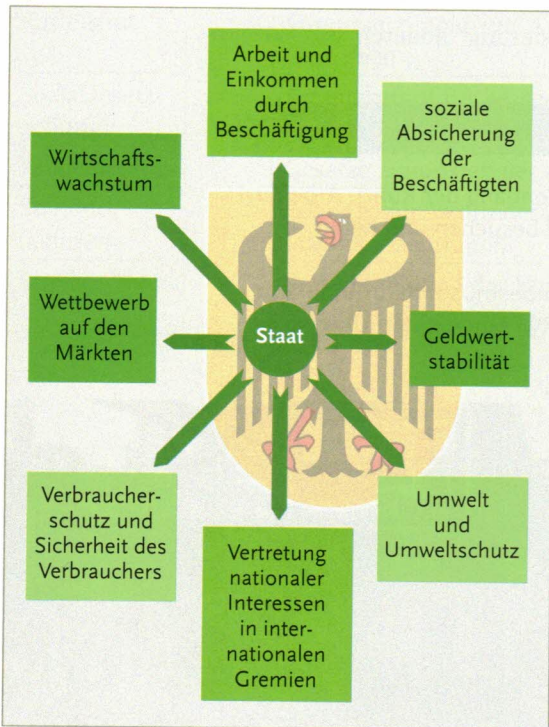 Arbeit und
Einkommen
durch
Beschäftigung
soziale
Absicherung
der
Beschäftigten
Wirtschafts-
wachstum
Wettbewerb
auf den
Märkten
Staat
Geldwert-
stabilität
Verbraucher-
schutz und
Sicherheit des
Verbrauchers
Vertretung
nationaler
Interessen
in inter-
nationalen
Gremien
Umwelt
und
Umweltschutz